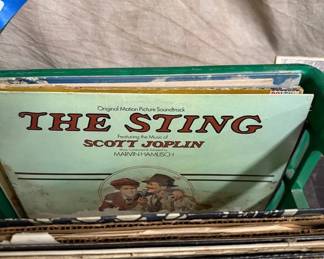 Original Motion Picture Soundtrack
THE STING
Featuring the Music of
SCOTT JOPLIN
MARVIN HAMLISCH